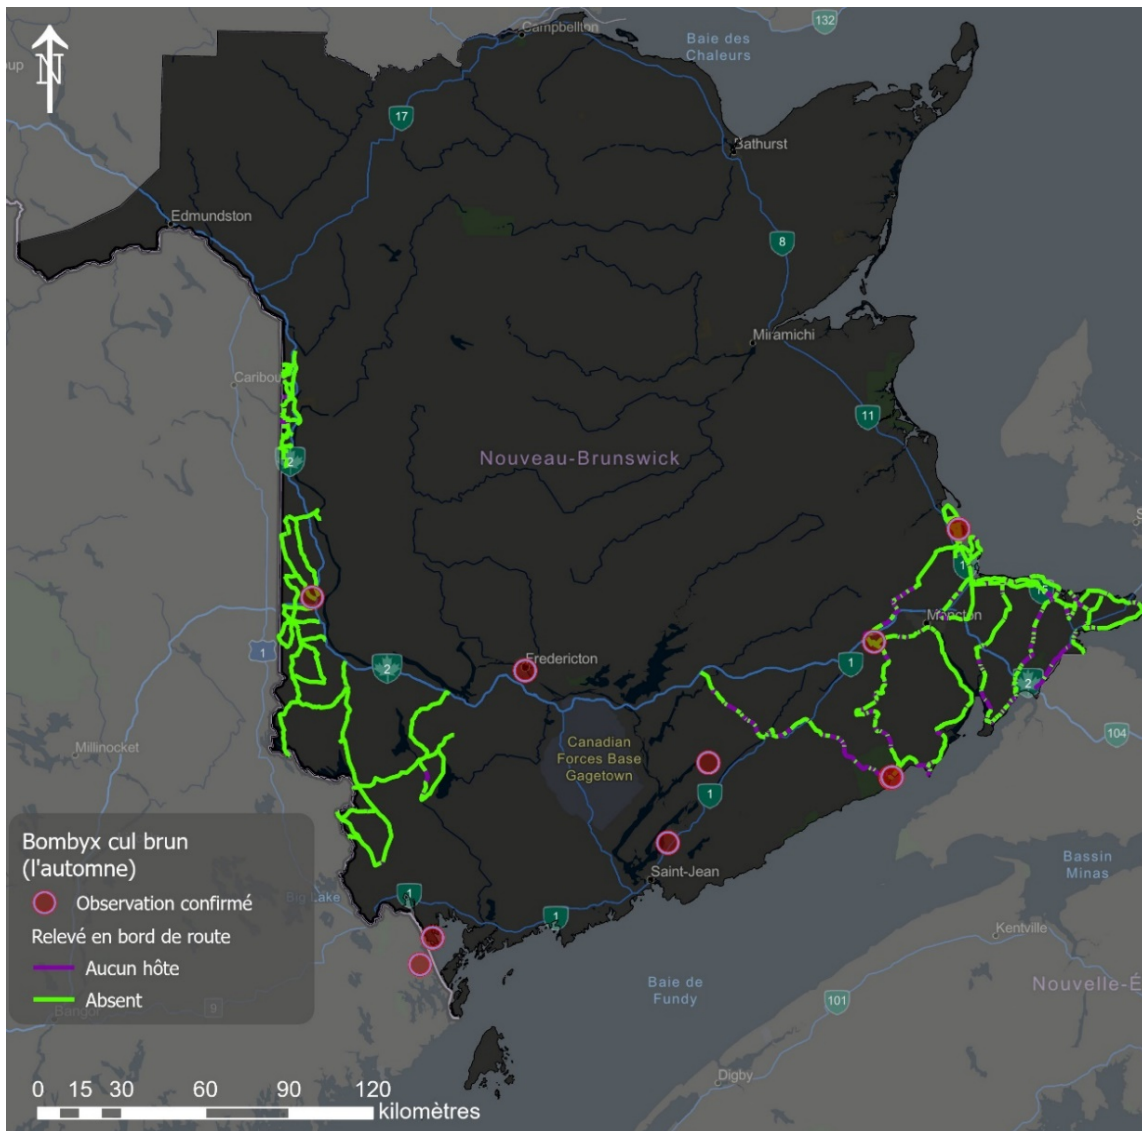 132
Campbellton
Baie des
Chaleurs
N
oup
17
Bathurst
Edmundston
8
Miramichi
Caribou
11
2
Nouveau-Brunswick
1
15
Moncton
1
Fredericton
2
1
2
104
Millinocket
Canadian
Forces Base
Gagetown
1
Bombyx cul brun
(l'automne)
Observation confirmé
Relevé en bord de route
Aucun hôte
Absent
Saint-Jean
Bassin
Minas
Big Lake
1
1
Kentville
Baie de
Fundy
Nouvelle-É
101
9
Bangor
Digby
0 15 30 60 90 120
kilomètres